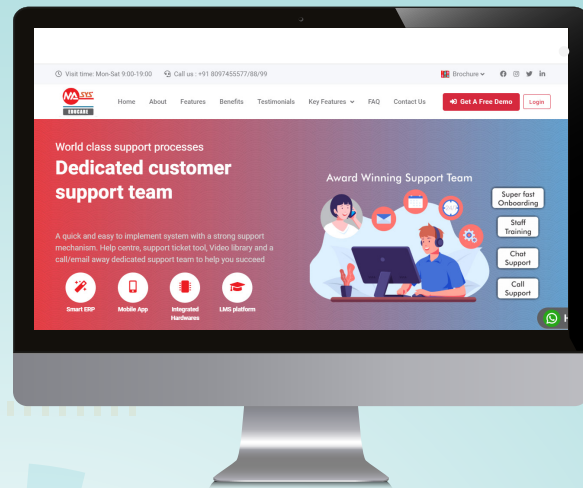 Visit time: Mon-Sat 9:00-19:00
Call us : +91 8097455577/88/99
Brochure
SYS
EDUCARE
Home
About
Features
Benefits
Testimonials
Key Features
FAQ
Contact Us
Get A Free Demo
Login
World class support processes
Dedicated customer
support team
A quick and easy to implement system with a strong support
mechanism. Help centre, support ticket tool, Video library and a
call/email away dedicated support team to help you succeed
Smart ERP
Mobile App
Integrated
Hardwares
LMS platform
Award Winning Support Team
Super fast
Onboarding
Staff
Training
Chat
Support
Call
Support